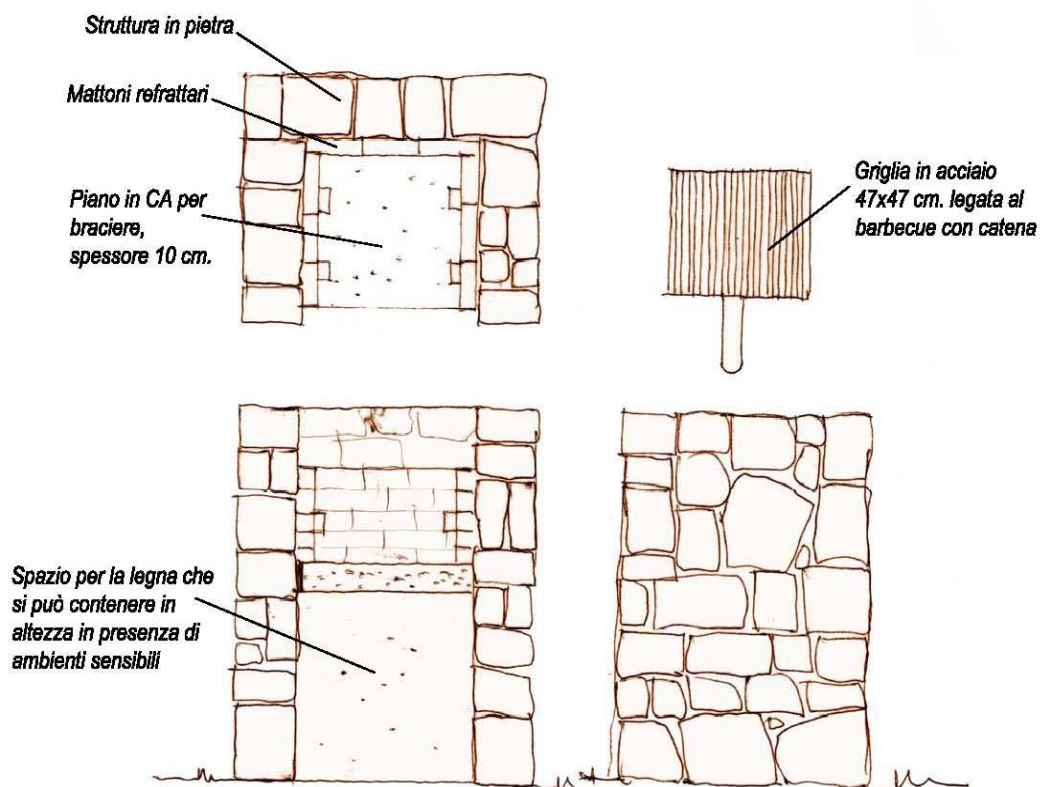 Struttura in pietra
Mattoni refrattari
Piano in CA per
braciere,
spessore 10 cm.
Griglia in acciaio
47x47 cm. legata al
barbecue con catena
Spazio per la legna che
si può contenere in
altezza in presenza di
ambienti sensibili